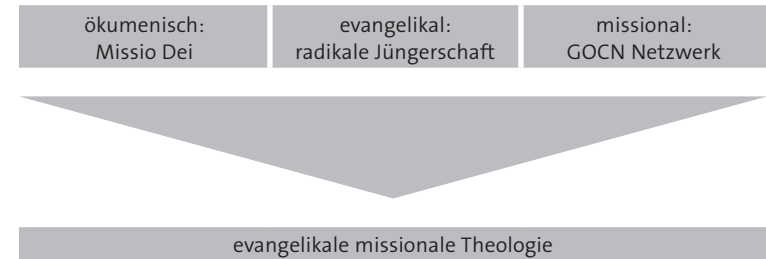 ökumenisch:
Missio Dei
evangelikal:
radikale Jüngerschaft
missional:
GOCN Netzwerk
evangelikale missionale Theologie